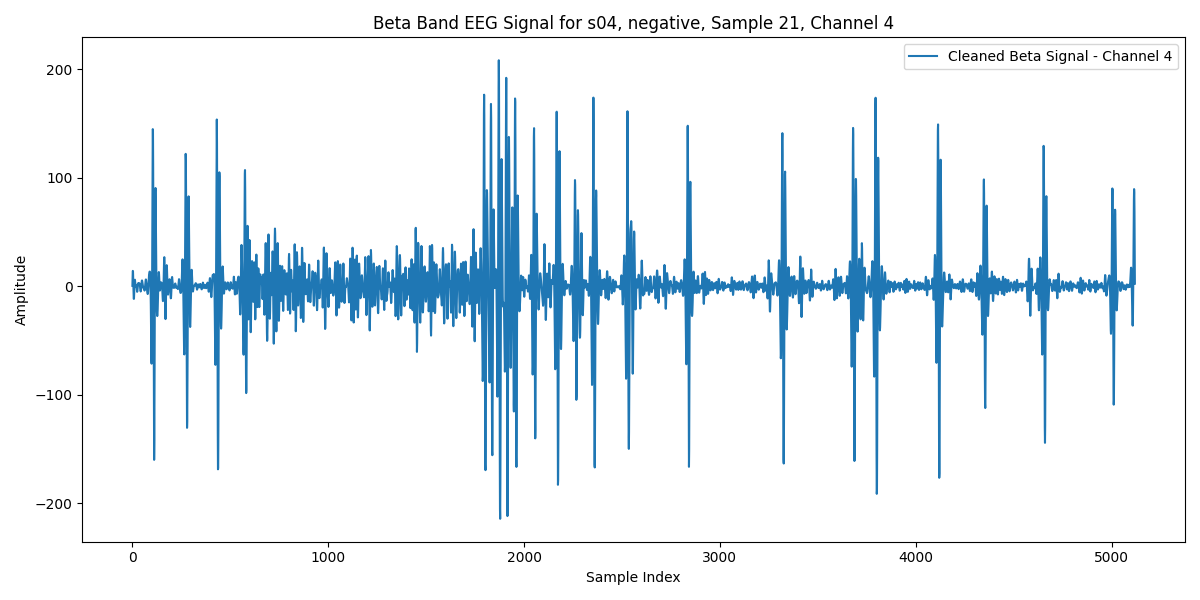 Beta Band EEG Signal for s04, negative, Sample 21, Channel 4
Cleaned Beta Signal - Channel 4
Amplitude
200
100
0
−100
−200
0 1000 2000 3000 4000 5000
Sample Index